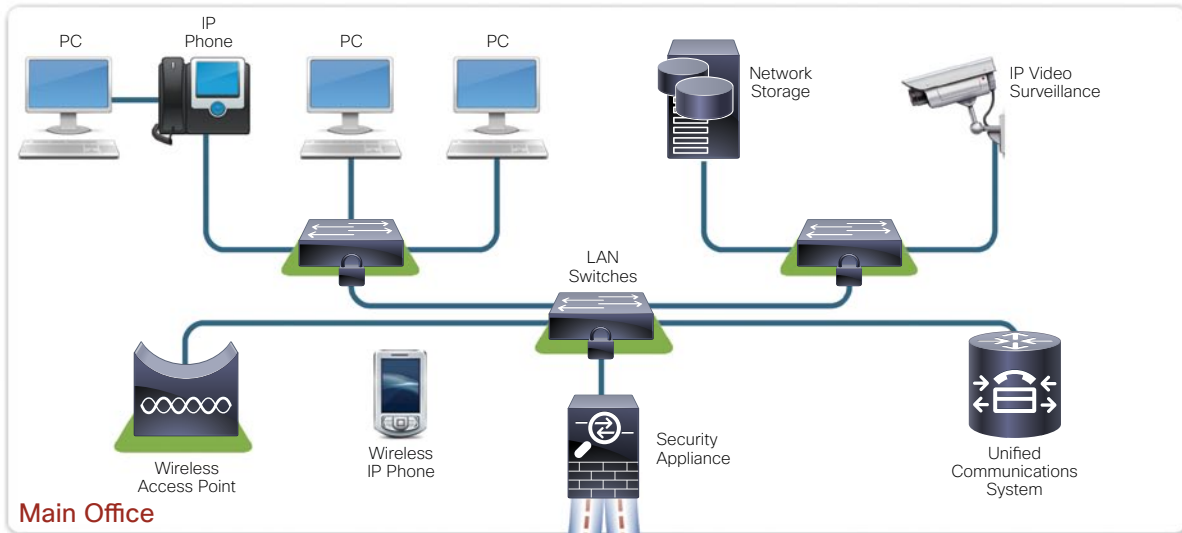 PC
IP
Phone
PC
PC
Network
Storage
IP Video
Surveillance
LAN
Switches
Wireless
Access Point
Wireless
IP Phone
Security
Appliance
Unified
Communications
System
Main Office